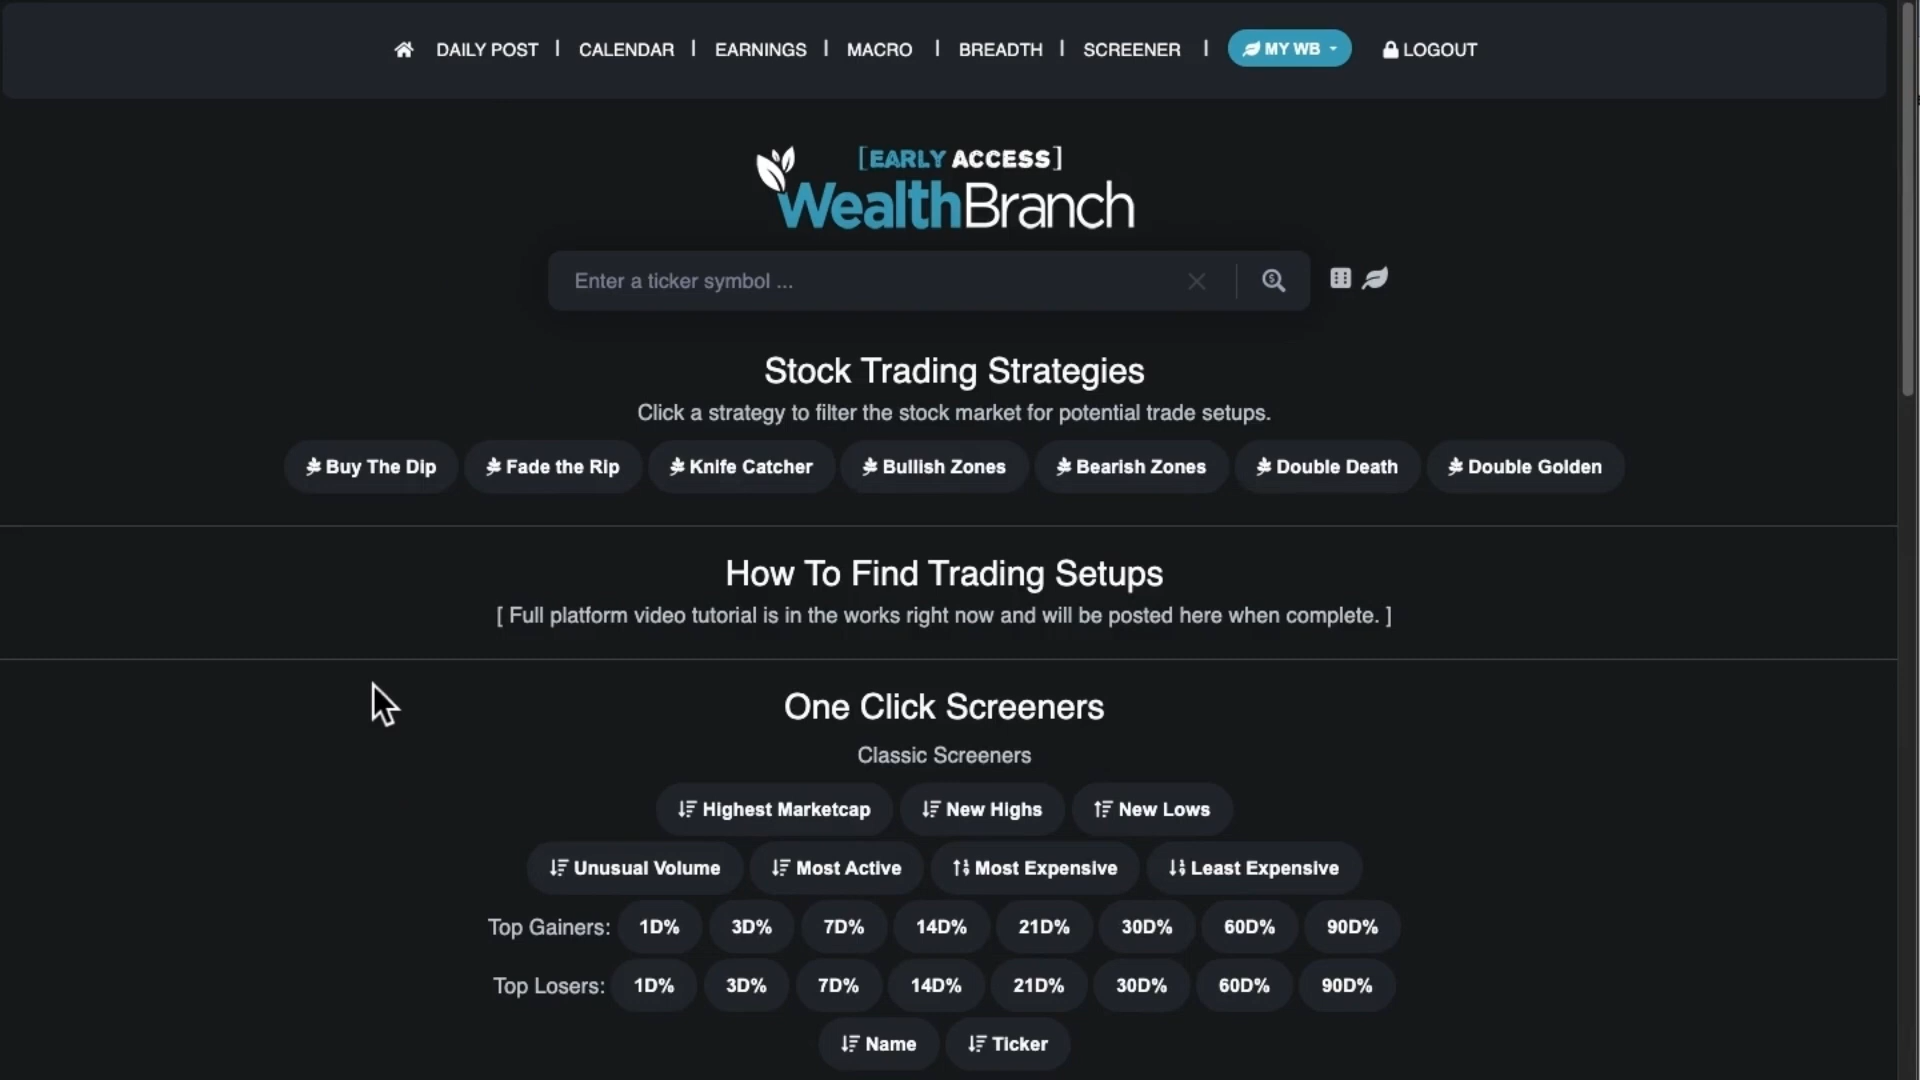 DAILY POST | CALENDAR | EARNINGS | MACRO | BREADTH | SCREENER | MY WB LOGOUT
[EARLY ACCESS]
WealthBranch
Enter a ticker symbol ...
Stock Trading Strategies
Click a strategy to filter the stock market for potential trade setups.
Buy The Dip Fade the Rip Knife Catcher Bullish Zones Bearish Zones Double Death Double Golden
How To Find Trading Setups
[ Full platform video tutorial is in the works right now and will be posted here when complete. ]
One Click Screeners
Classic Screeners
Highest Marketcap New Highs New Lows
Unusual Volume Most Active Most Expensive Least Expensive
Top Gainers: 1D% 3D% 7D% 14D% 21D% 30D% 60D% 90D%
Top Losers: 1D% 3D% 7D% 14D% 21D% 30D% 60D% 90D%
Name Ticker